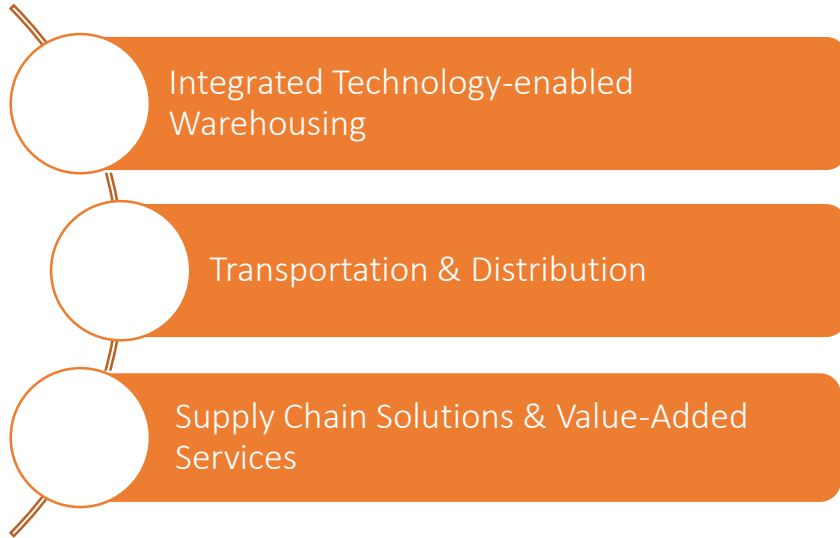 Integrated Technology-enabled
Warehousing
Transportation & Distribution
Supply Chain Solutions & Value-Added
Services